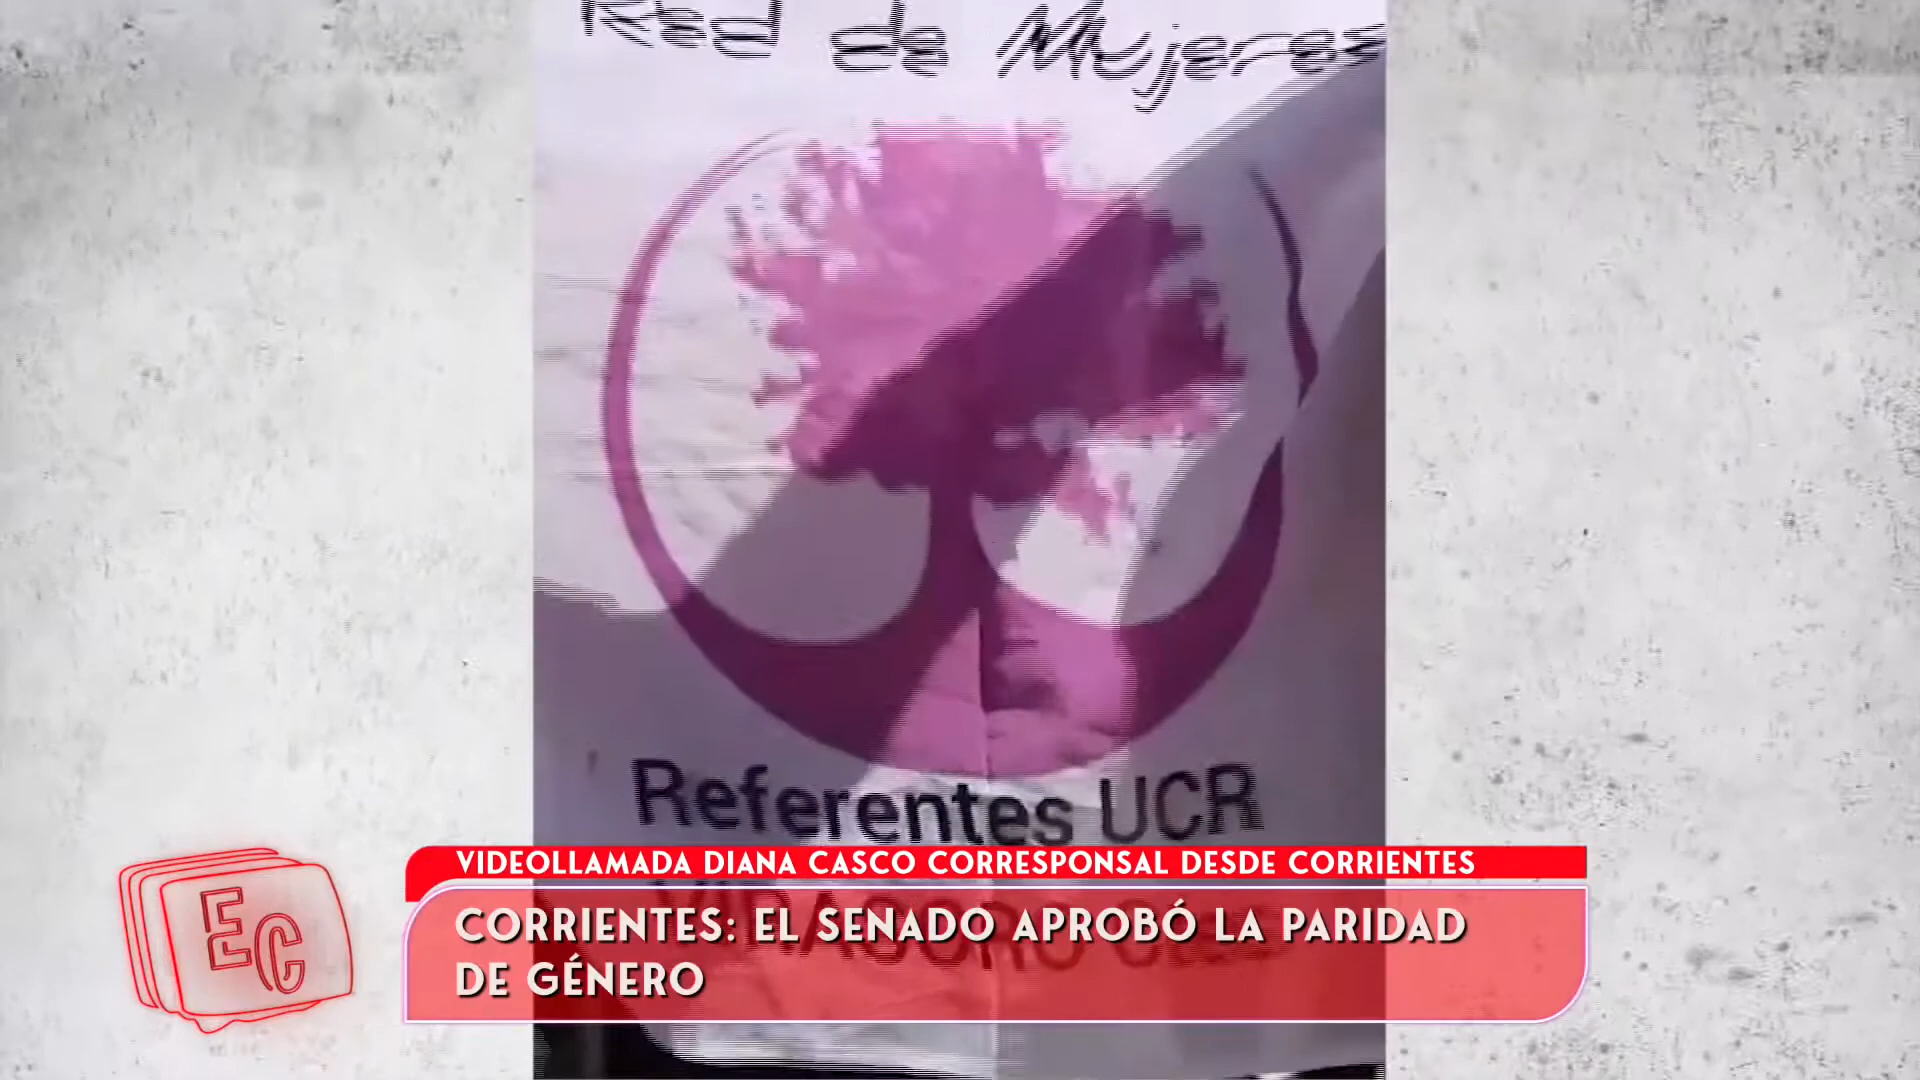 Red de Mujeres
Referentes UCR
VIDEOLLAMADA DIANA CASCO CORRESPONSAL DESDE CORRIENTES
CORRIENTES: EL SENADO APROBÓ LA PARIDAD
DE GÉNERO
EC